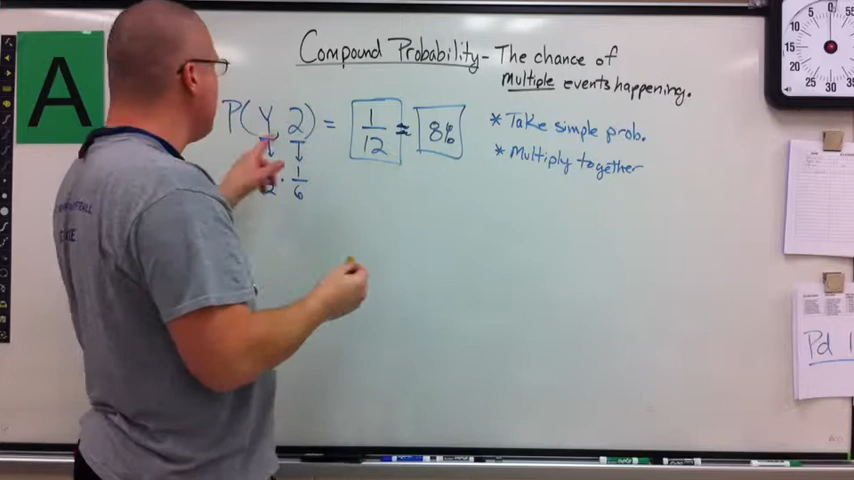 Compound Probability - The chance of
multiple events happening.
A
P(Y 2) = 1/12 ≈ 8%
* Take simple prob.
2 · 1/6
* Multiply together
Pd 1